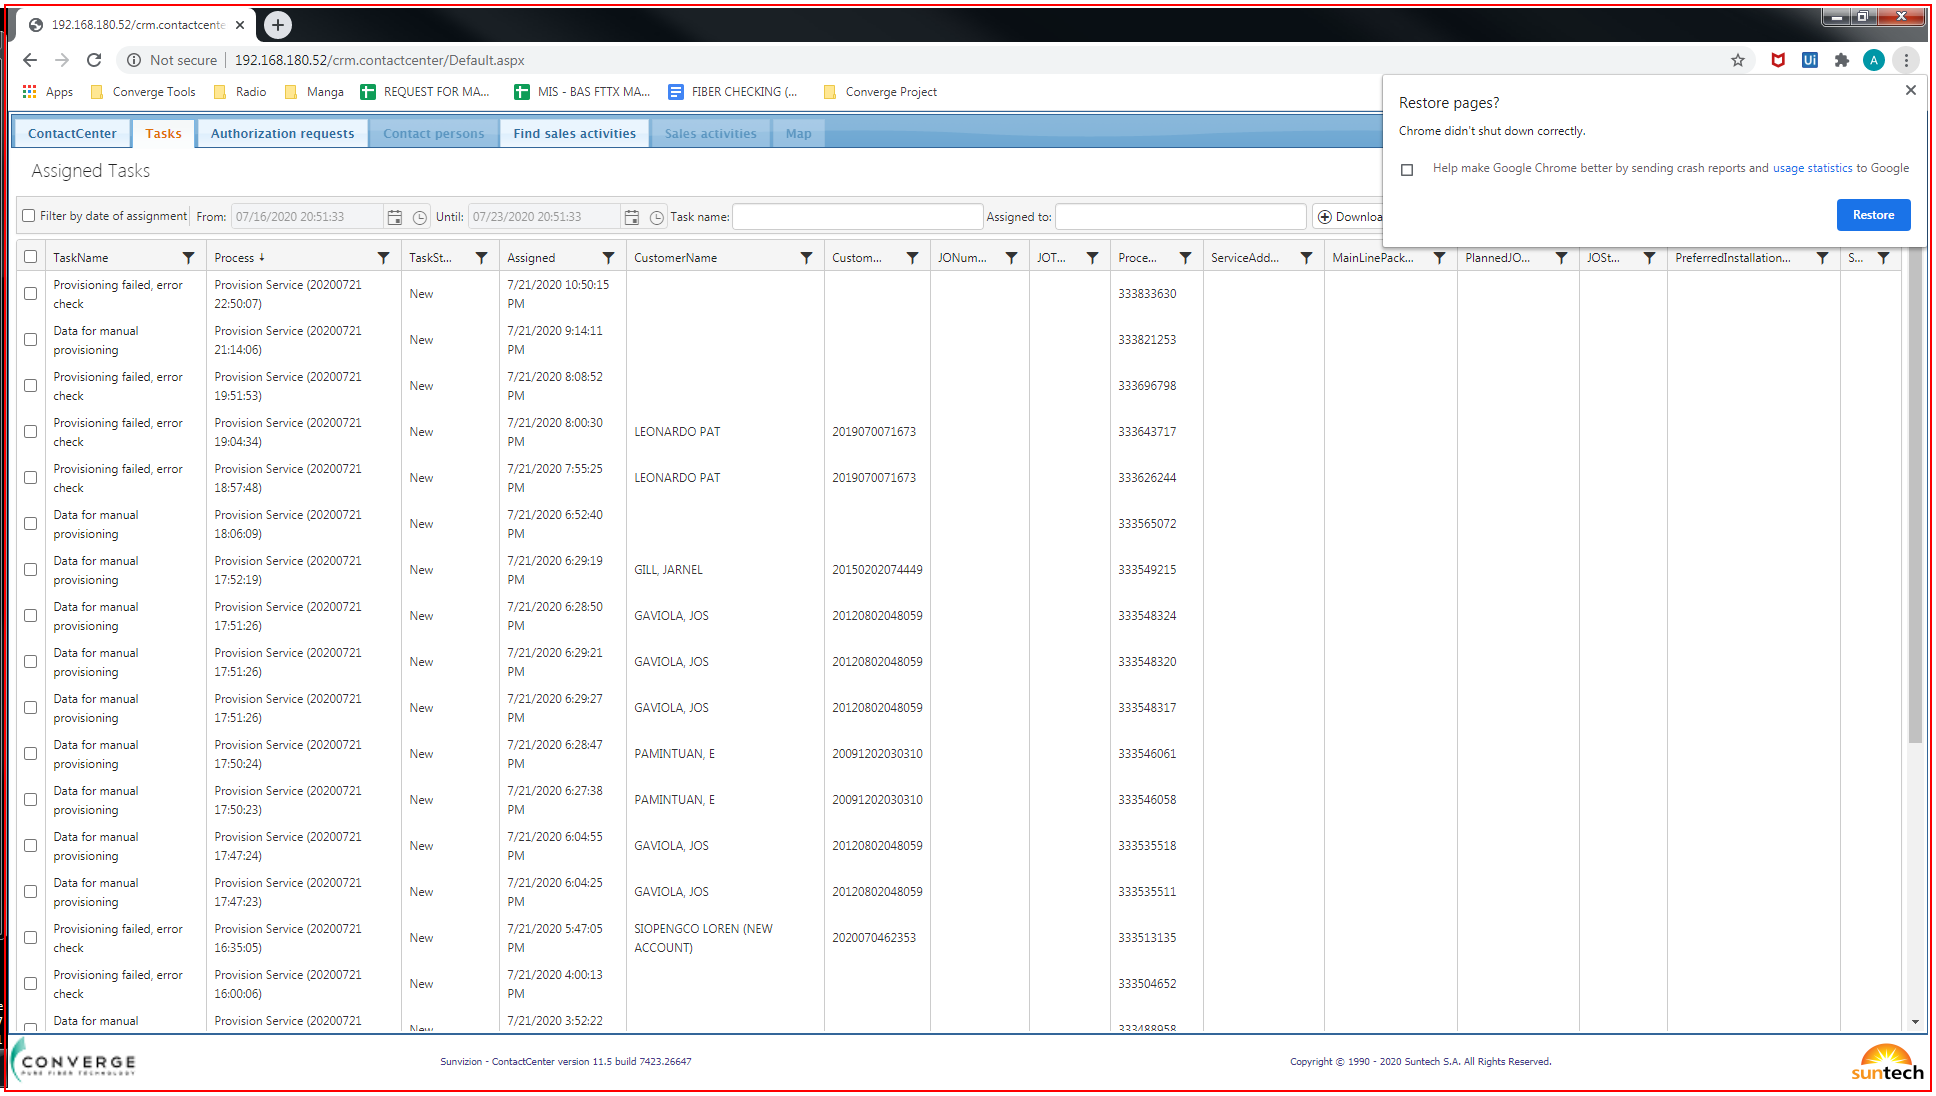 192.168.180.52/crm.contactcente
Not secure 192.168.180.52/crm.contactcenter/Default.aspx
A
Apps Converge Tools Radio Manga REQUEST FOR MA... MIS - BAS FTTX MA... FIBER CHECKING (... Converge Project
Restore pages?
Chrome didn't shut down correctly.
Help make Google Chrome better by sending crash reports and usage statistics to Google
Restore
ContactCenter Tasks Authorization requests Contact persons Find sales activities Sales activities Map
Assigned Tasks
Filter by date of assignment From: 07/16/2020 20:51:33 Until: 07/23/2020 20:51:33 Task name: Assigned to: Downloa
TaskName Process ↓ TaskSt... Assigned CustomerName Custom... JONum... JOT... Proce... ServiceAdd... MainLinePack... PlannedJO... JOSt... PreferredInstallation... S...
Provisioning failed, error check Provision Service (20200721 22:50:07) New 7/21/2020 10:50:15 PM 333833630
Data for manual provisioning Provision Service (20200721 21:14:06) New 7/21/2020 9:14:11 PM 333821253
Provisioning failed, error check Provision Service (20200721 19:51:53) New 7/21/2020 8:08:52 PM 333696798
Provisioning failed, error check Provision Service (20200721 19:04:34) New 7/21/2020 8:00:30 PM LEONARDO PAT 2019070071673 333643717
Provisioning failed, error check Provision Service (20200721 18:57:48) New 7/21/2020 7:55:25 PM LEONARDO PAT 2019070071673 333626244
Data for manual provisioning Provision Service (20200721 18:06:09) New 7/21/2020 6:52:40 PM 333565072
Data for manual provisioning Provision Service (20200721 17:52:19) New 7/21/2020 6:29:19 PM GILL, JARNEL 20150202074449 333549215
Data for manual provisioning Provision Service (20200721 17:51:26) New 7/21/2020 6:28:50 PM GAVIOLA, JOS 20120802048059 333548324
Data for manual provisioning Provision Service (20200721 17:51:26) New 7/21/2020 6:29:21 PM GAVIOLA, JOS 20120802048059 333548320
Data for manual provisioning Provision Service (20200721 17:51:26) New 7/21/2020 6:29:27 PM GAVIOLA, JOS 20120802048059 333548317
Data for manual provisioning Provision Service (20200721 17:50:24) New 7/21/2020 6:28:47 PM PAMINTUAN, E 20091202030310 333546061
Data for manual provisioning Provision Service (20200721 17:50:23) New 7/21/2020 6:27:38 PM PAMINTUAN, E 20091202030310 333546058
Data for manual provisioning Provision Service (20200721 17:47:24) New 7/21/2020 6:04:55 PM GAVIOLA, JOS 20120802048059 333535518
Data for manual provisioning Provision Service (20200721 17:47:23) New 7/21/2020 6:04:25 PM GAVIOLA, JOS 20120802048059 333535511
Provisioning failed, error check Provision Service (20200721 16:35:05) New 7/21/2020 5:47:05 PM SIOPENGCO LOREN (NEW ACCOUNT) 2020070462353 333513135
Provisioning failed, error check Provision Service (20200721 16:00:06) New 7/21/2020 4:00:13 PM 333504652
Data for manual Provision Service (20200721 New 7/21/2020 3:52:22 333488958
CONVERGE
PURE FIBER TECHNOLOGY
Sunvizion - ContactCenter version 11.5 build 7423.26647
Copyright © 1990 - 2020 Suntech S.A. All Rights Reserved.
suntech